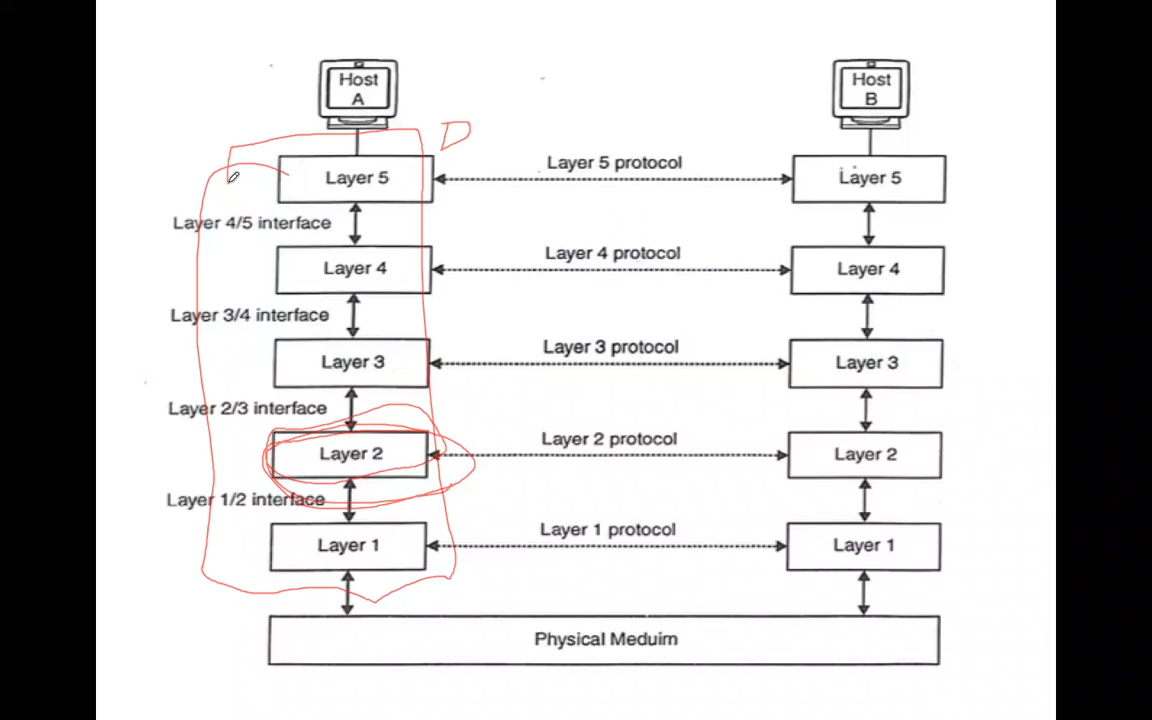 Host A
Host B
D
Layer 5
Layer 5 protocol
Layer 5
Layer 4/5 interface
Layer 4
Layer 4 protocol
Layer 4
Layer 3/4 interface
Layer 3
Layer 3 protocol
Layer 3
Layer 2/3 interface
Layer 2
Layer 2 protocol
Layer 2
Layer 1/2 interface
Layer 1
Layer 1 protocol
Layer 1
Physical Meduim